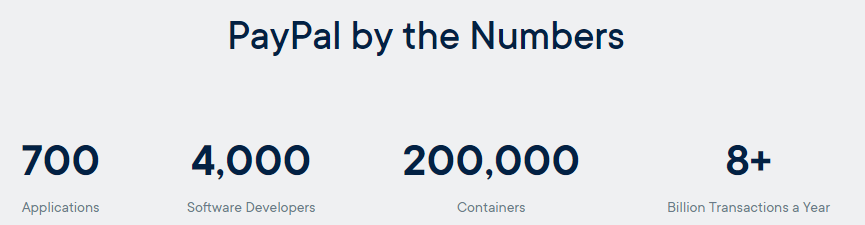 PayPal by the Numbers
700 4,000 200,000 8+
Applications Software Developers Containers Billion Transactions a Year